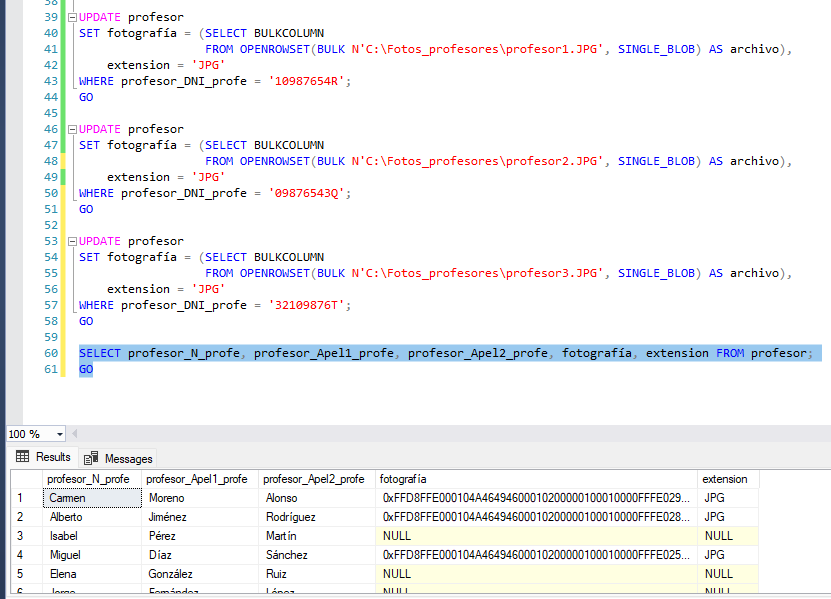 38
39 UPDATE profesor
40 SET fotografía = (SELECT BULKCOLUMN
41 FROM OPENROWSET(BULK N'C:\Fotos_profesores\profesor1.JPG', SINGLE_BLOB) AS archivo),
42 extension = 'JPG'
43 WHERE profesor_DNI_profe = '10987654R';
44 GO
45
46 UPDATE profesor
47 SET fotografía = (SELECT BULKCOLUMN
48 FROM OPENROWSET(BULK N'C:\Fotos_profesores\profesor2.JPG', SINGLE_BLOB) AS archivo),
49 extension = 'JPG'
50 WHERE profesor_DNI_profe = '09876543Q';
51 GO
52
53 UPDATE profesor
54 SET fotografía = (SELECT BULKCOLUMN
55 FROM OPENROWSET(BULK N'C:\Fotos_profesores\profesor3.JPG', SINGLE_BLOB) AS archivo),
56 extension = 'JPG'
57 WHERE profesor_DNI_profe = '32109876T';
58 GO
59
60 SELECT profesor_N_profe, profesor_Apel1_profe, profesor_Apel2_profe, fotografía, extension FROM profesor;
61 GO
100 %
Results Messages
profesor_N_profe profesor_Apel1_profe profesor_Apel2_profe fotografía extension
1 Carmen Moreno Alonso 0xFFD8FFE000104A46494600010200000100010000FFFE029... JPG
2 Alberto Jiménez Rodríguez 0xFFD8FFE000104A46494600010200000100010000FFFE028... JPG
3 Isabel Pérez Martín NULL NULL
4 Miguel Díaz Sánchez 0xFFD8FFE000104A46494600010200000100010000FFFE025... JPG
5 Elena González Ruiz NULL NULL
6 Jorge Fernández López NULL NULL